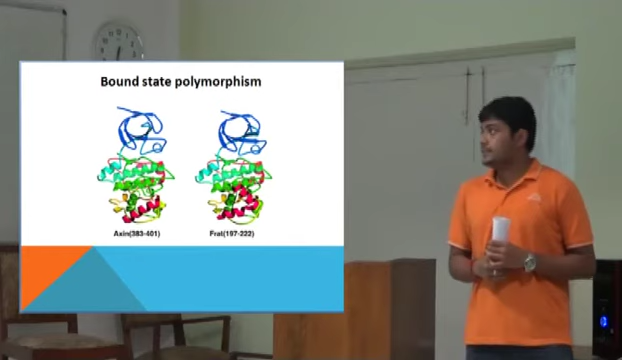 Bound state polymorphism
Axin(383-401)
Frat(197-222)